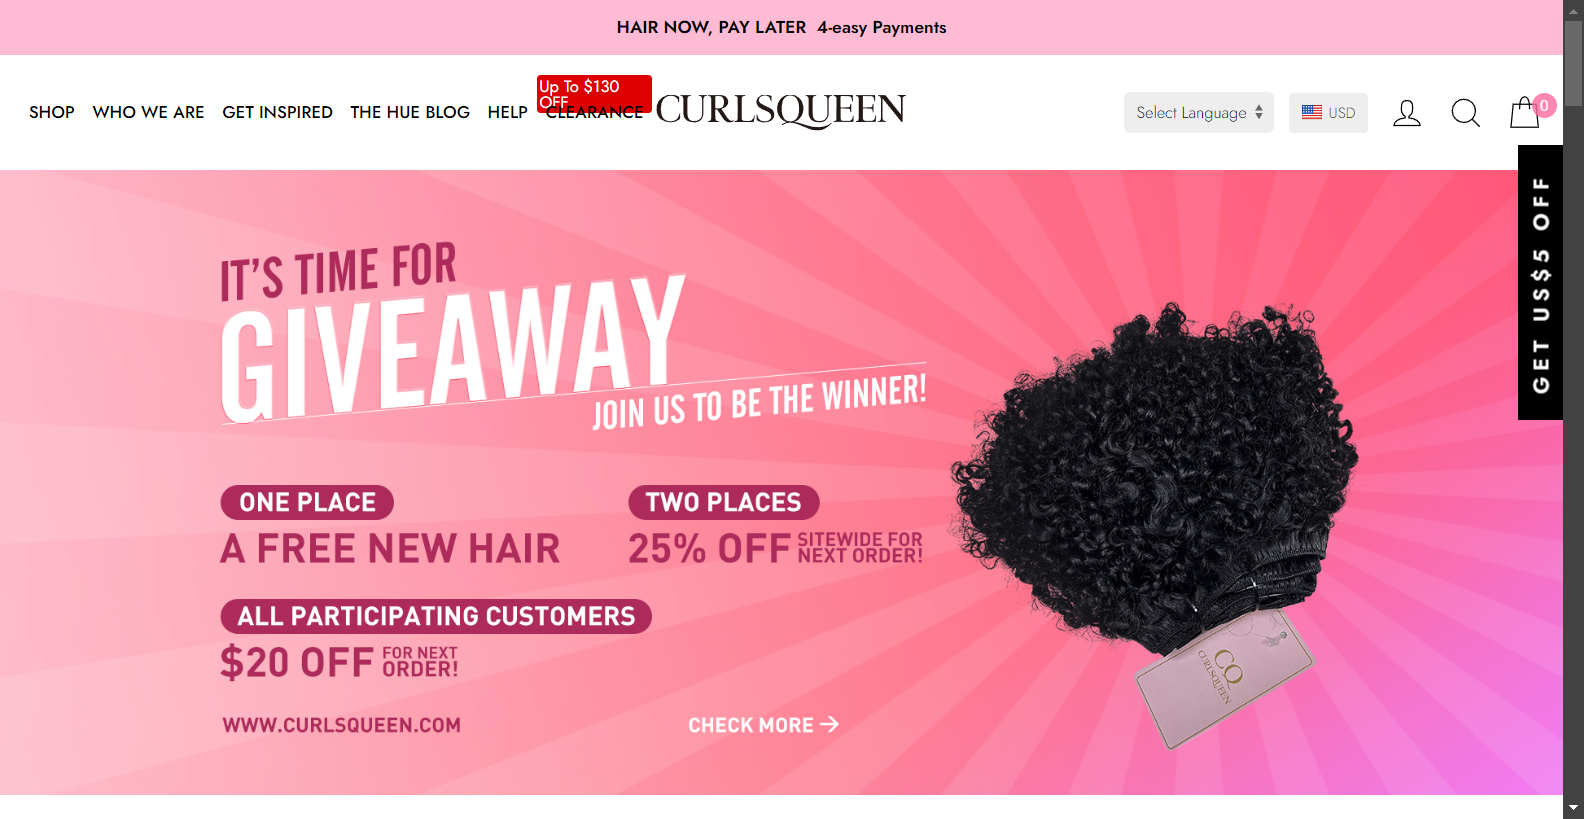 HAIR NOW, PAY LATER 4-easy Payments
Up To $130
OFF
SHOP WHO WE ARE GET INSPIRED THE HUE BLOG HELP CLEARANCE
CURLSQUEEN
Select Language
USD
0
GET US$5 OFF
IT'S TIME FOR
GIVEAWAY
JOIN US TO BE THE WINNER!
ONE PLACE
A FREE NEW HAIR
TWO PLACES
25% OFF SITEWIDE FOR
NEXT ORDER!
ALL PARTICIPATING CUSTOMERS
$20 OFF FOR NEXT
ORDER!
WWW.CURLSQUEEN.COM
CHECK MORE →
CQ
CURLSQUEEN